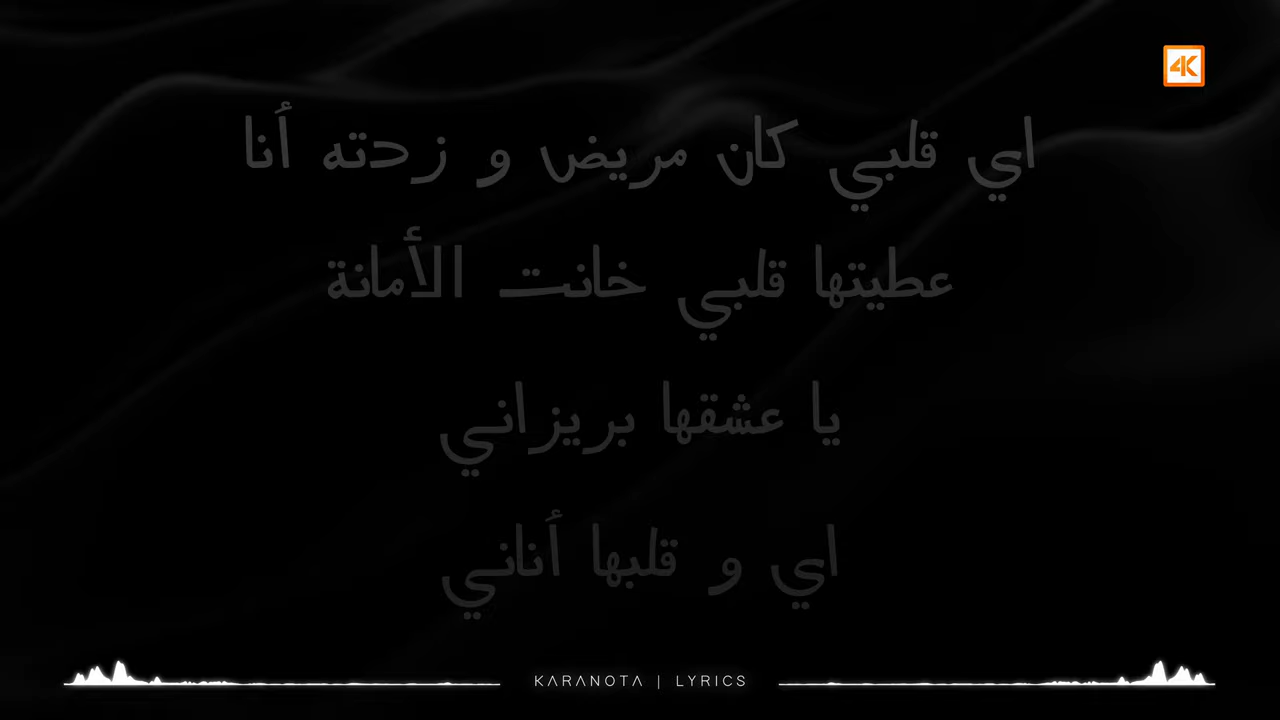 4K
اي قلبي كان مريض و زدته أنا
عطيتها قلبي خانت الأمانة
يا عشقها بريزاني
اي و قلبها أناني
KARANOTA | LYRICS